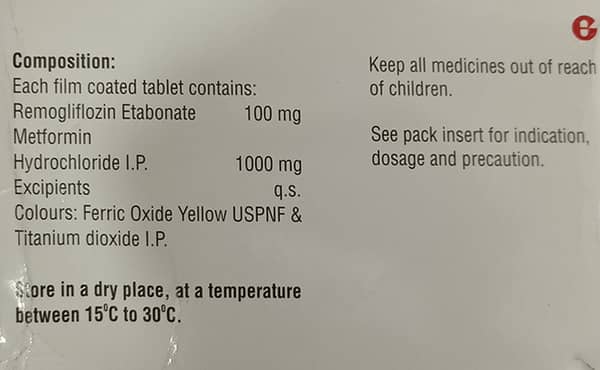 Composition:
Each film coated tablet contains:
Remogliflozin Etabonate 100 mg
Metformin
Hydrochloride I.P. 1000 mg
Excipients q.s.
Colours: Ferric Oxide Yellow USPNF &
Titanium dioxide I.P.
Store in a dry place, at a temperature
between 15⁰C to 30⁰C.
Keep all medicines out of reach
of children.
See pack insert for indication,
dosage and precaution.